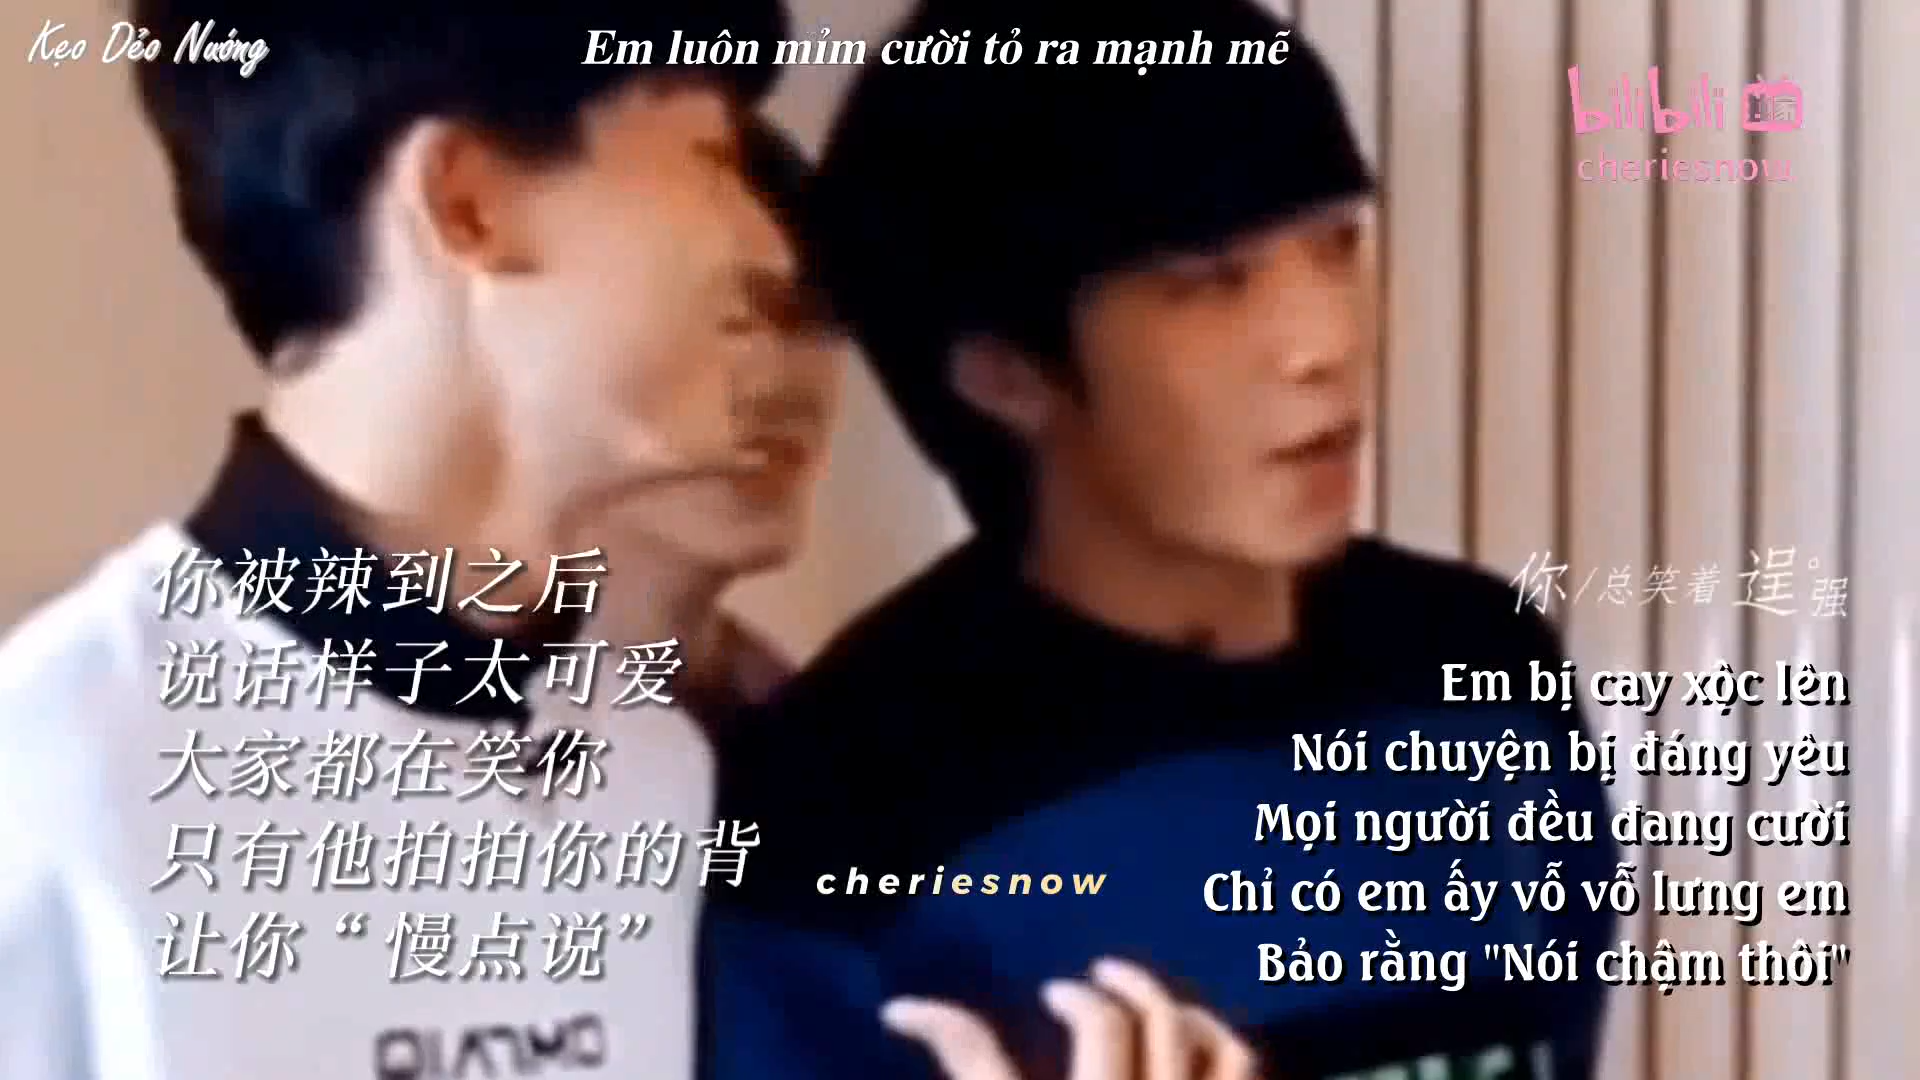 Kẹo Dẻo Nướng
Em luôn mỉm cười tỏ ra mạnh mẽ
bilibili 独家
cheriesnow
你被辣到之后
说话样子太可爱
大家都在笑你
只有他拍拍你的背
让你“慢点说”
你/总笑着逞。强
Em bị cay xộc lên
Nói chuyện bị đáng yêu
Mọi người đều đang cười
Chỉ có em ấy vỗ vỗ lưng em
Bảo rằng "Nói chậm thôi"
cheriesnow